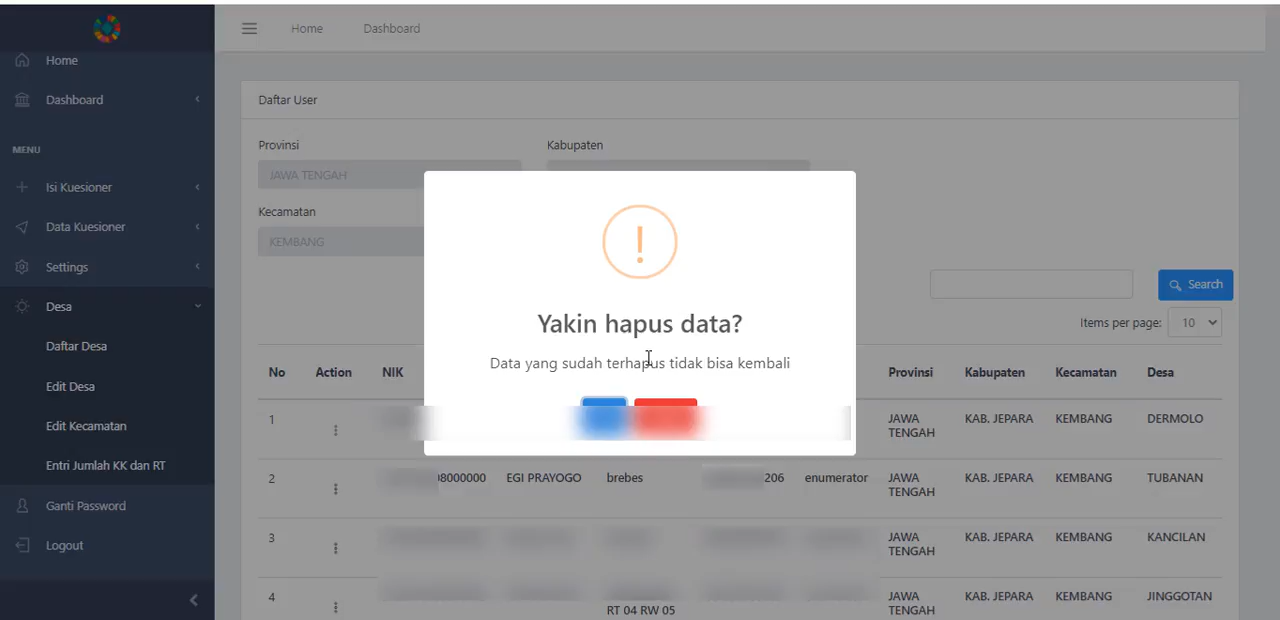 Home
Dashboard
MENU
Isi Kuesioner
Data Kuesioner
Settings
Desa
Daftar Desa
Edit Desa
Edit Kecamatan
Entri Jumlah KK dan RT
Ganti Password
Logout
Home Dashboard
Daftar User
Provinsi Kabupaten
JAWA TENGAH
Kecamatan
KEMBANG
Yakin hapus data?
Data yang sudah terhapus tidak bisa kembali
Search
Items per page: 10
No Action NIK Provinsi Kabupaten Kecamatan Desa
1 JAWA TENGAH KAB. JEPARA KEMBANG DERMOLO
2 8000000 EGI PRAYOGO brebes 206 enumerator JAWA TENGAH KAB. JEPARA KEMBANG TUBANAN
3 JAWA TENGAH KAB. JEPARA KEMBANG KANCILAN
4 RT 04 RW 05 JAWA TENGAH KAB. JEPARA KEMBANG JINGGOTAN